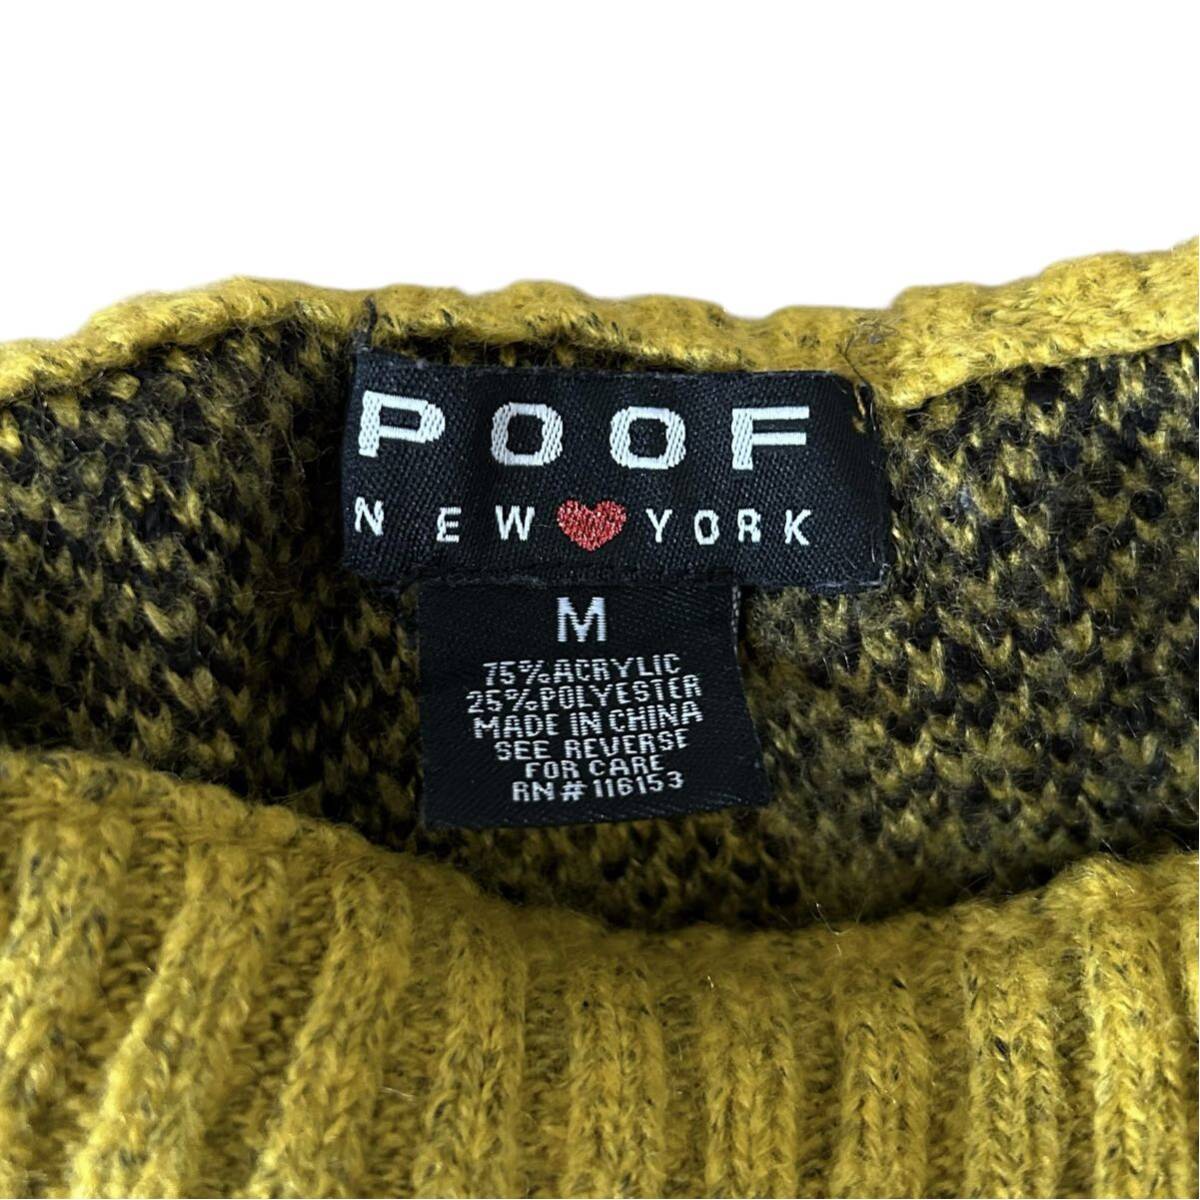 POOF
NEW YORK
M
75%ACRYLIC
25%POLYESTER
MADE IN CHINA
SEE REVERSE
FOR CARE
RN#116153